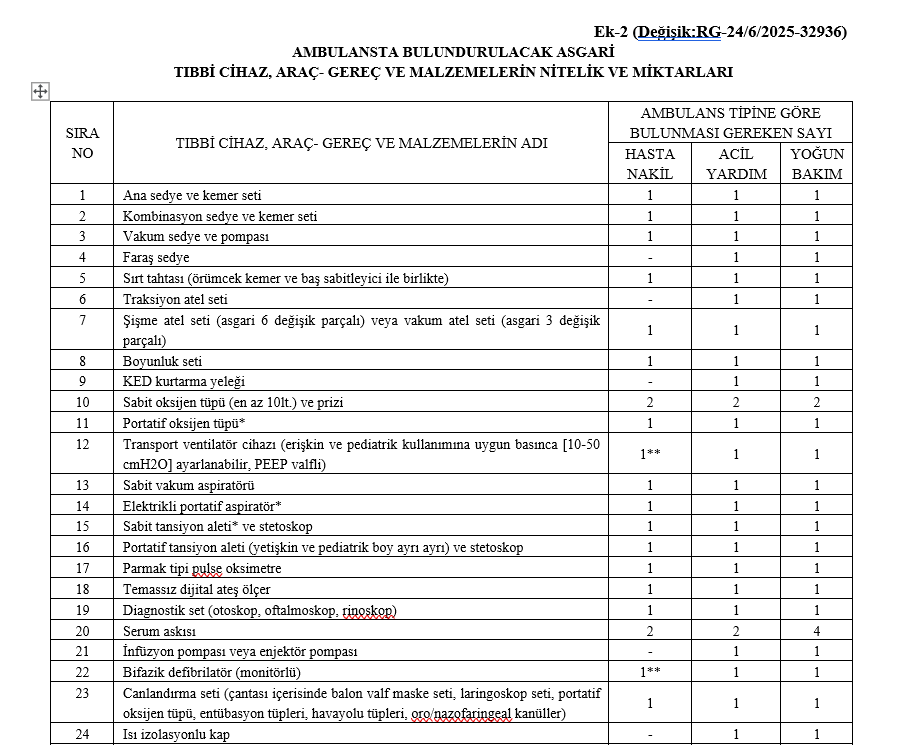 Ek-2 (Değişik:RG-24/6/2025-32936)
AMBULANSTA BULUNDURULACAK ASGARİ
TIBBİ CİHAZ, ARAÇ- GEREÇ VE MALZEMELERİN NİTELİK VE MİKTARLARI
SIRA NO
TIBBİ CİHAZ, ARAÇ- GEREÇ VE MALZEMELERİN ADI
AMBULANS TİPİNE GÖRE
BULUNMASI GEREKEN SAYI
HASTA NAKİL
ACİL YARDIM
YOĞUN BAKIM
1 Ana sedye ve kemer seti 1 1 1
2 Kombinasyon sedye ve kemer seti 1 1 1
3 Vakum sedye ve pompası 1 1 1
4 Faraş sedye - 1 1
5 Sırt tahtası (örümcek kemer ve baş sabitleyici ile birlikte) 1 1 1
6 Traksiyon atel seti - 1 1
7 Şişme atel seti (asgari 6 değişik parçalı) veya vakum atel seti (asgari 3 değişik
parçalı) 1 1 1
8 Boyunluk seti 1 1 1
9 KED kurtarma yeleği - 1 1
10 Sabit oksijen tüpü (en az 10lt.) ve prizi 2 2 2
11 Portatif oksijen tüpü* 1 1 1
12 Transport ventilatör cihazı (erişkin ve pediatrik kullanımına uygun basınca [10-50
cmH2O] ayarlanabilir, PEEP valfli) 1** 1 1
13 Sabit vakum aspiratörü 1 1 1
14 Elektrikli portatif aspiratör* 1 1 1
15 Sabit tansiyon aleti* ve stetoskop 1 1 1
16 Portatif tansiyon aleti (yetişkin ve pediatrik boy ayrı ayrı) ve stetoskop 1 1 1
17 Parmak tipi pulse oksimetre 1 1 1
18 Temassız dijital ateş ölçer 1 1 1
19 Diagnostik set (otoskop, oftalmoskop, rinoskop) 1 1 1
20 Serum askısı 2 2 4
21 İnfüzyon pompası veya enjektör pompası - 1 1
22 Bifazik defibrilatör (monitörlü) 1** 1 1
23 Canlandırma seti (çantası içerisinde balon valf maske seti, laringoskop seti, portatif
oksijen tüpü, entübasyon tüpleri, havayolu tüpleri, oro/nazofaringeal kanüller) 1 1 1
24 Isı izolasyonlu kap - 1 1